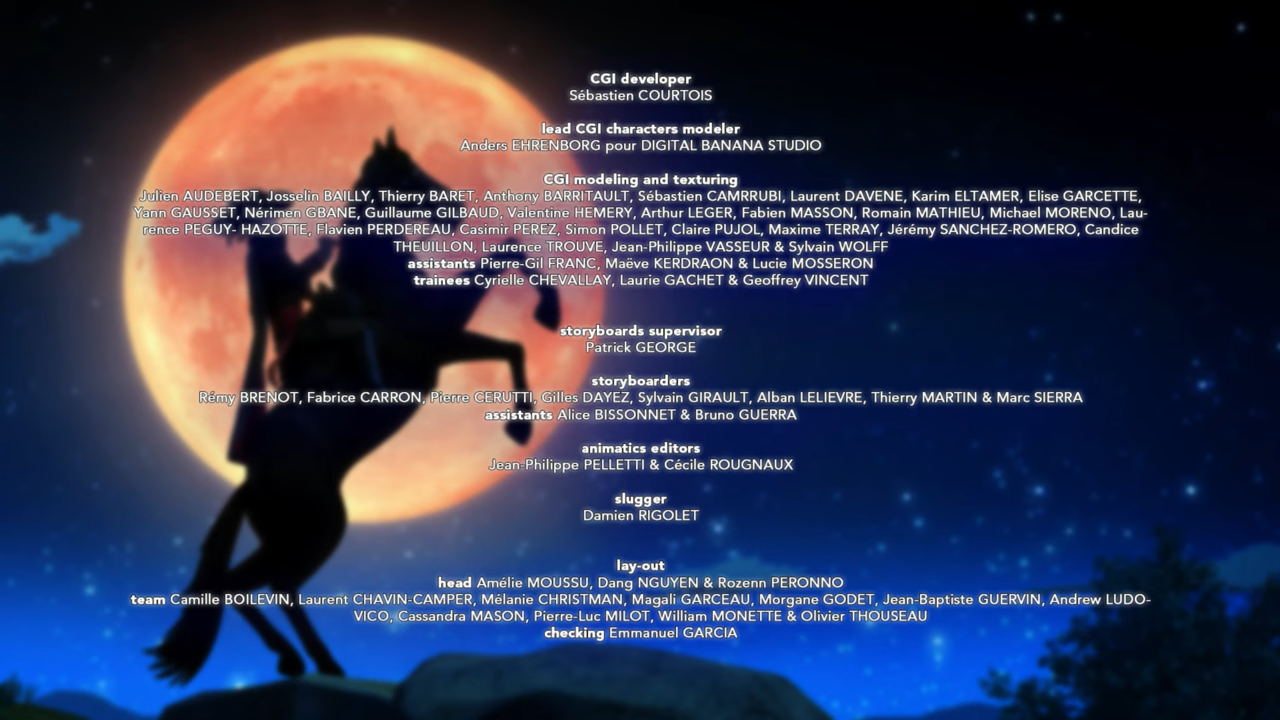 CGI developer
Sébastien COURTOIS
lead CGI characters modeler
Anders EHRENBORG pour DIGITAL BANANA STUDIO
CGI modeling and texturing
Julien AUDEBERT, Josselin BAILLY, Thierry BARET, Anthony BARRITAULT, Sébastien CAMRRUBI, Laurent DAVENE, Karim ELTAMER, Elise GARCETTE,
Yann GAUSSET, Nérimen GBANE, Guillaume GILBAUD, Valentine HEMERY, Arthur LEGER, Fabien MASSON, Romain MATHIEU, Michael MORENO, Lau-
rence PEGUY- HAZOTTE, Flavien PERDEREAU, Casimir PEREZ, Simon POLLET, Claire PUJOL, Maxime TERRAY, Jérémy SANCHEZ-ROMERO, Candice
THEUILLON, Laurence TROUVE, Jean-Philippe VASSEUR & Sylvain WOLFF
assistants Pierre-Gil FRANC, Maëve KERDRAON & Lucie MOSSERON
trainees Cyrielle CHEVALLAY, Laurie GACHET & Geoffrey VINCENT
storyboards supervisor
Patrick GEORGE
storyboarders
Rémy BRENOT, Fabrice CARRON, Pierre CERUTTI, Gilles DAYEZ, Sylvain GIRAULT, Alban LELIEVRE, Thierry MARTIN & Marc SIERRA
assistants Alice BISSONNET & Bruno GUERRA
animatics editors
Jean-Philippe PELLETTI & Cécile ROUGNAUX
slugger
Damien RIGOLET
lay-out
head Amélie MOUSSU, Dang NGUYEN & Rozenn PERONNO
team Camille BOILEVIN, Laurent CHAVIN-CAMPER, Mélanie CHRISTMAN, Magali GARCEAU, Morgane GODET, Jean-Baptiste GUERVIN, Andrew LUDO-
VICO, Cassandra MASON, Pierre-Luc MILOT, William MONETTE & Olivier THOUSEAU
checking Emmanuel GARCIA